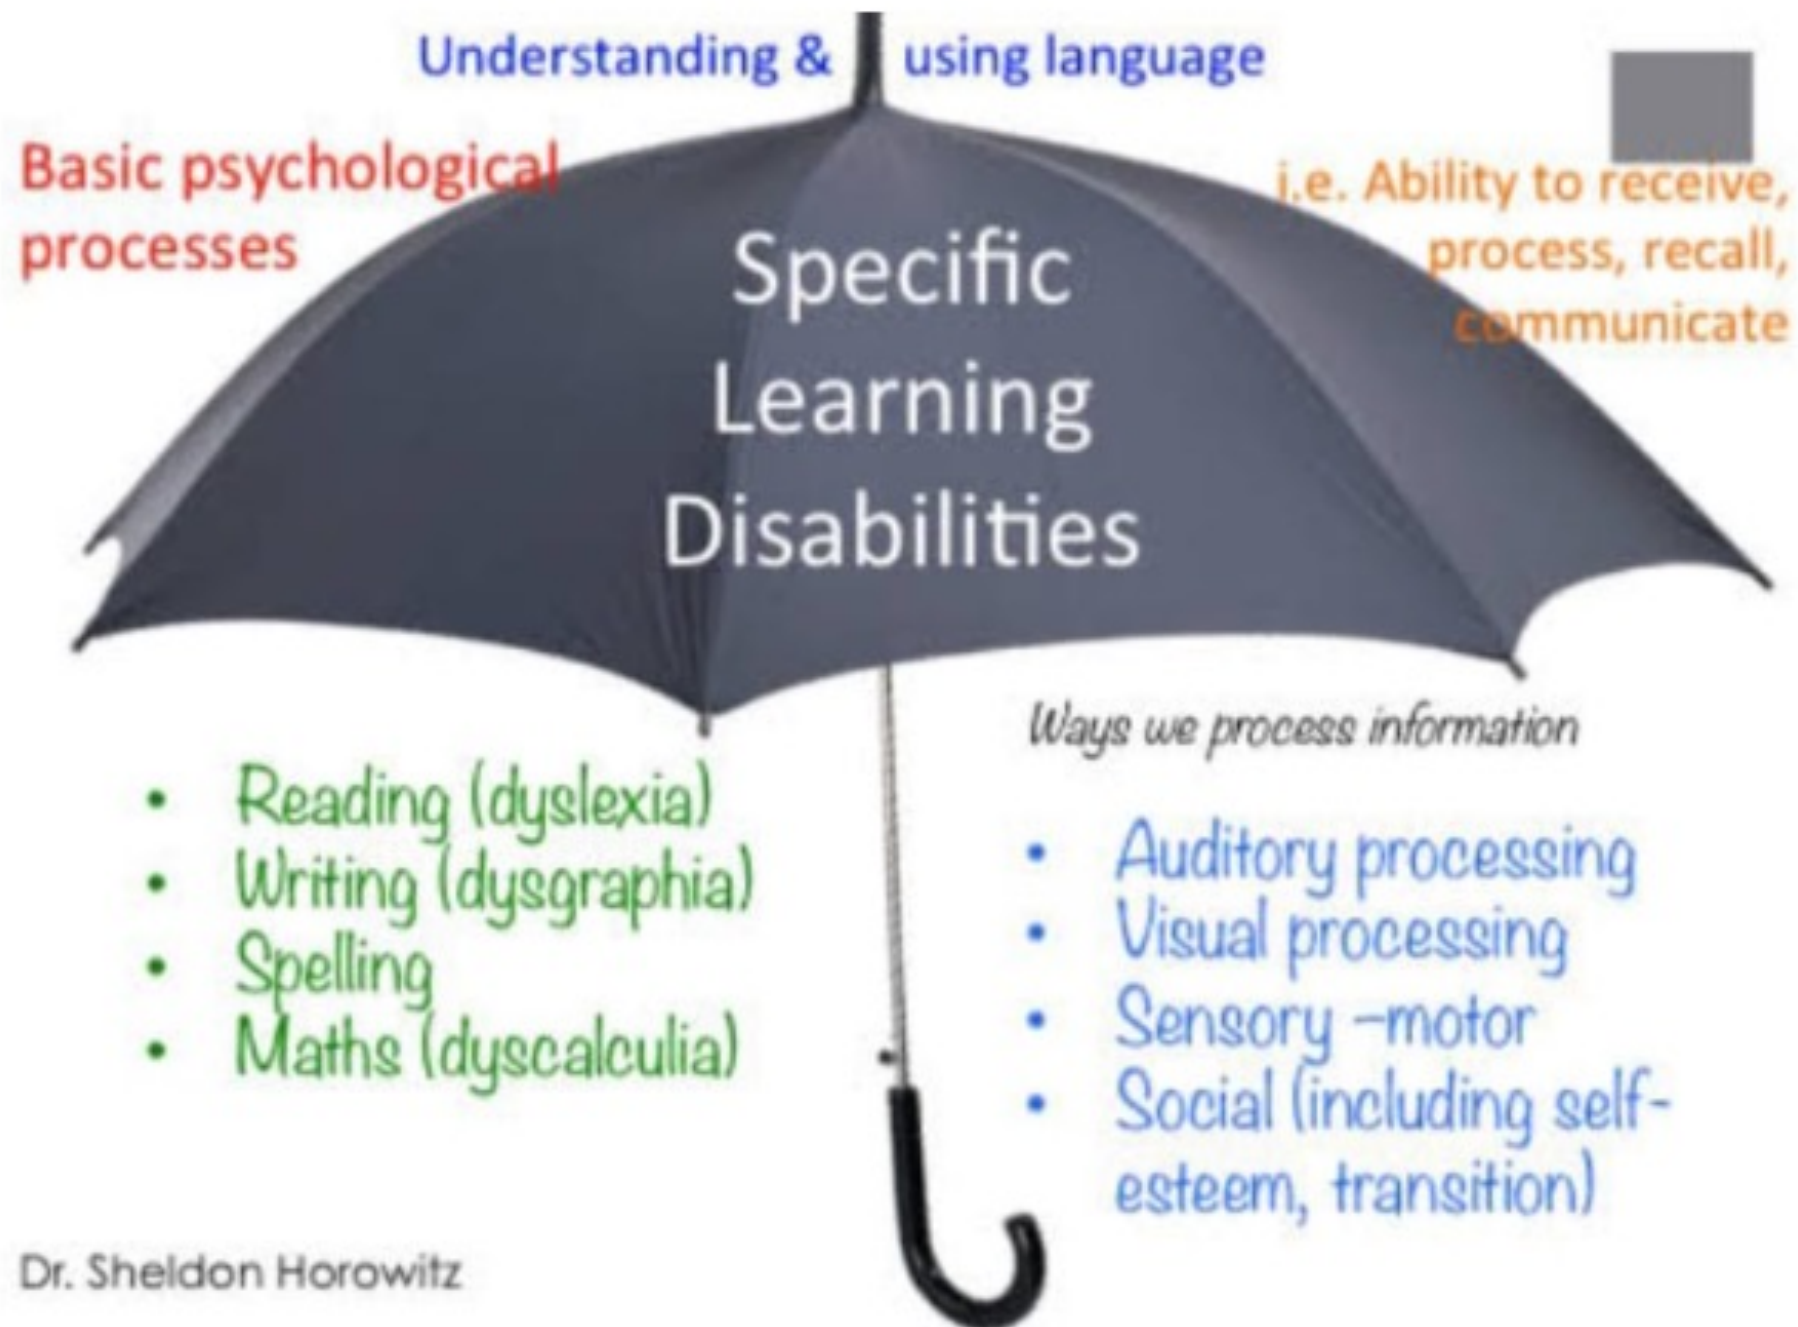 Understanding & using language
Basic psychological
processes
i.e. Ability to receive,
process, recall,
communicate
Specific
Learning
Disabilities
Reading (dyslexia)
Writing (dysgraphia)
Spelling
Maths (dyscalculia)
Ways we process information
Auditory processing
Visual processing
Sensory –motor
Social (including self-
esteem, transition)
Dr. Sheldon Horowitz